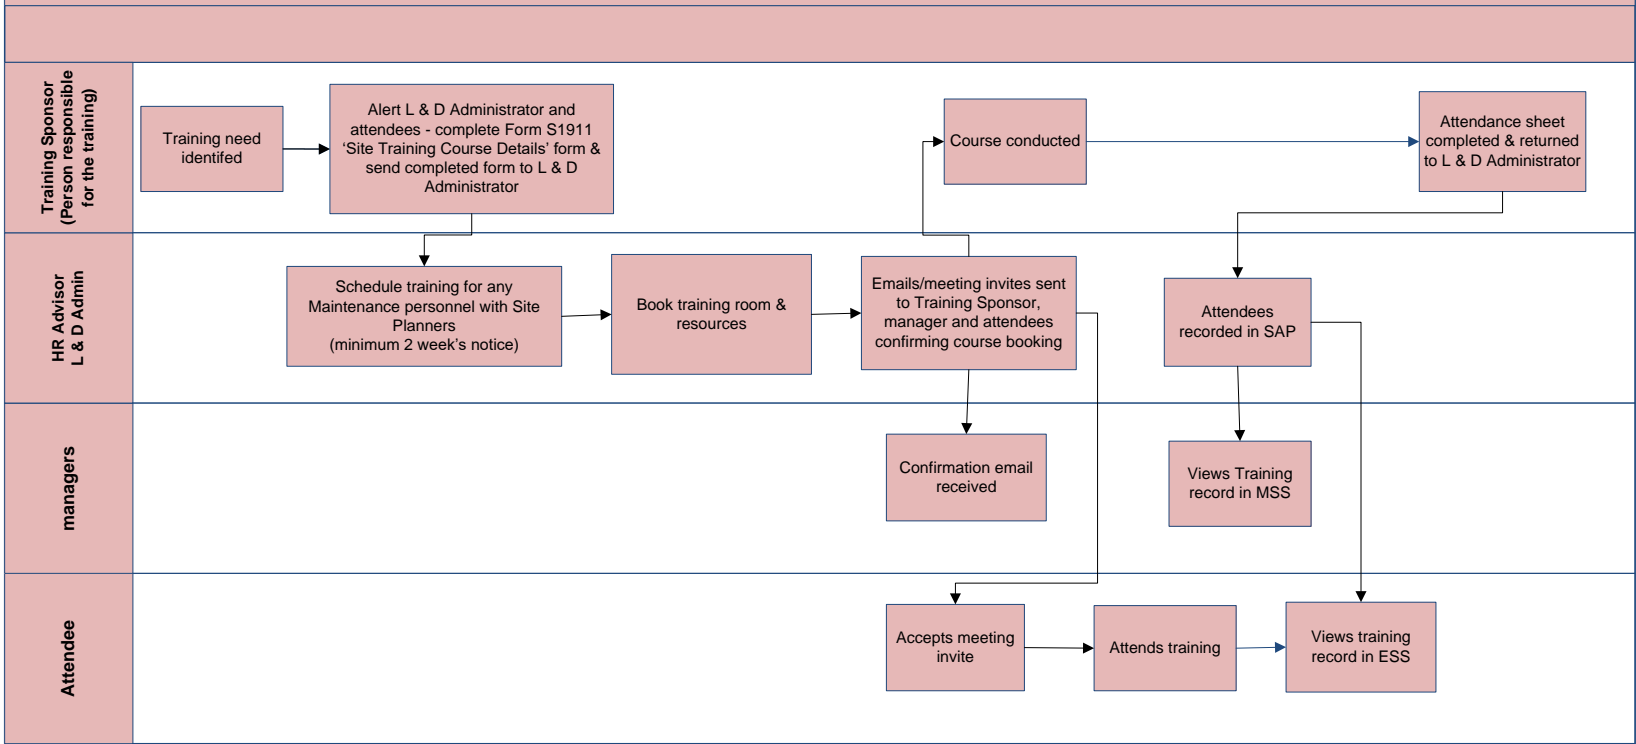 Training Sponsor
(Person responsible
for the training)
Training need
identifed
Alert L & D Administrator and
attendees - complete Form S1911
‘Site Training Course Details’ form &
send completed form to L & D
Administrator
Course conducted
Attendance sheet
completed & returned
to L & D Administrator
HR Advisor
L & D Admin
Schedule training for any
Maintenance personnel with Site
Planners
(minimum 2 week’s notice)
Book training room &
resources
Emails/meeting invites sent
to Training Sponsor,
manager and attendees
confirming course booking
Attendees
recorded in SAP
managers
Confirmation email
received
Views Training
record in MSS
Attendee
Accepts meeting
invite
Attends training
Views training
record in ESS